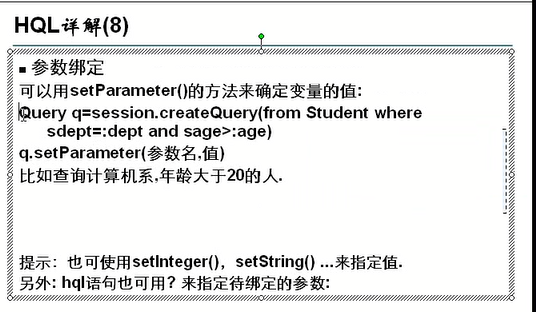 HQL详解(8)
■ 参数绑定
可以用setParameter()的方法来确定变量的值:
Query q=session.createQuery(from Student where
sdept=:dept and sage>:age)
q.setParameter(参数名,值)
比如查询计算机系,年龄大于20的人.
提示：也可使用setInteger()，setString() ...来指定值.
另外: hql语句也可用? 来指定待绑定的参数: